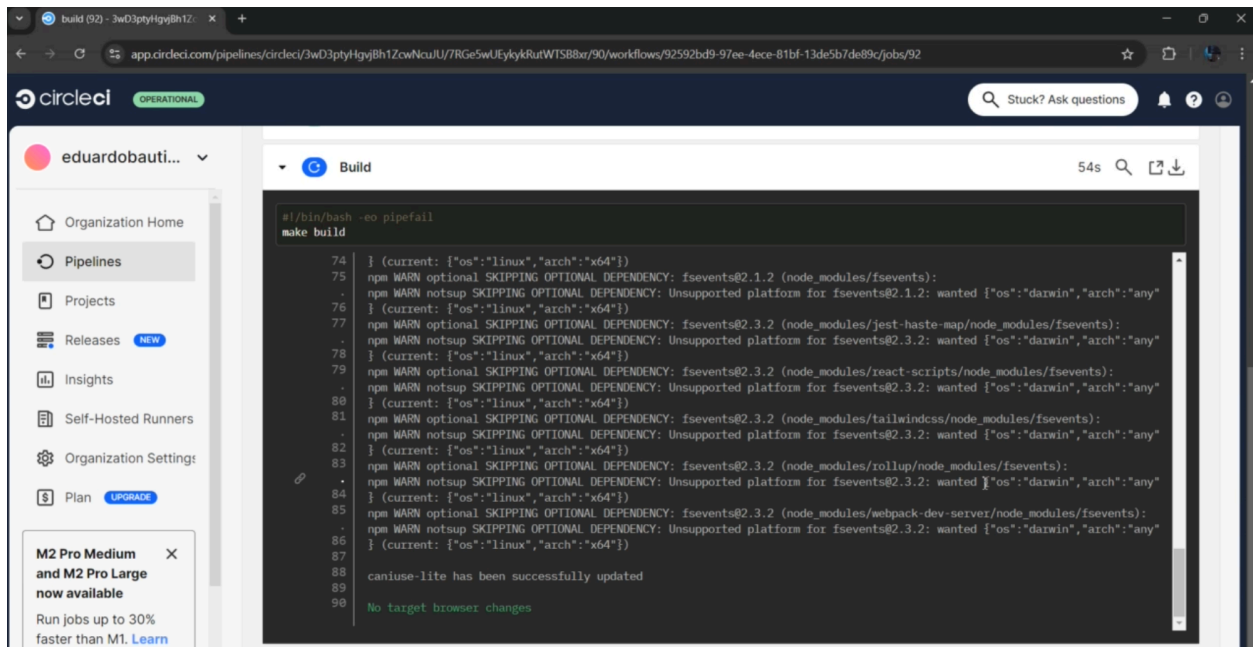 build (92) - 3wD3ptyHgvjBh1Zc
app.circleci.com/pipelines/circleci/3wD3ptyHgvjBh1ZcwNcuJU/7RGe5wUEykykRutWTSB8xr/90/workflows/92592bd9-97ee-4ece-81bf-13de5b7de89c/jobs/92
circleci OPERATIONAL
Stuck? Ask questions
eduardobauti...
Organization Home
Pipelines
Projects
Releases NEW
Insights
Self-Hosted Runners
Organization Settings
Plan UPGRADE
M2 Pro Medium
and M2 Pro Large
now available
Run jobs up to 30%
faster than M1. Learn
Build 54s
#!/bin/bash -eo pipefail
make build
74 } (current: {"os":"linux","arch":"x64"})
75 npm WARN optional SKIPPING OPTIONAL DEPENDENCY: fsevents@2.1.2 (node_modules/fsevents):
. npm WARN notsup SKIPPING OPTIONAL DEPENDENCY: Unsupported platform for fsevents@2.1.2: wanted {"os":"darwin","arch":"any"
76 } (current: {"os":"linux","arch":"x64"})
77 npm WARN optional SKIPPING OPTIONAL DEPENDENCY: fsevents@2.3.2 (node_modules/jest-haste-map/node_modules/fsevents):
. npm WARN notsup SKIPPING OPTIONAL DEPENDENCY: Unsupported platform for fsevents@2.3.2: wanted {"os":"darwin","arch":"any"
78 } (current: {"os":"linux","arch":"x64"})
79 npm WARN optional SKIPPING OPTIONAL DEPENDENCY: fsevents@2.3.2 (node_modules/react-scripts/node_modules/fsevents):
. npm WARN notsup SKIPPING OPTIONAL DEPENDENCY: Unsupported platform for fsevents@2.3.2: wanted {"os":"darwin","arch":"any"
80 } (current: {"os":"linux","arch":"x64"})
81 npm WARN optional SKIPPING OPTIONAL DEPENDENCY: fsevents@2.3.2 (node_modules/tailwindcss/node_modules/fsevents):
. npm WARN notsup SKIPPING OPTIONAL DEPENDENCY: Unsupported platform for fsevents@2.3.2: wanted {"os":"darwin","arch":"any"
82 } (current: {"os":"linux","arch":"x64"})
83 npm WARN optional SKIPPING OPTIONAL DEPENDENCY: fsevents@2.3.2 (node_modules/rollup/node_modules/fsevents):
. npm WARN notsup SKIPPING OPTIONAL DEPENDENCY: Unsupported platform for fsevents@2.3.2: wanted {"os":"darwin","arch":"any"
84 } (current: {"os":"linux","arch":"x64"})
85 npm WARN optional SKIPPING OPTIONAL DEPENDENCY: fsevents@2.3.2 (node_modules/webpack-dev-server/node_modules/fsevents):
. npm WARN notsup SKIPPING OPTIONAL DEPENDENCY: Unsupported platform for fsevents@2.3.2: wanted {"os":"darwin","arch":"any"
86 } (current: {"os":"linux","arch":"x64"})
87
88 caniuse-lite has been successfully updated
89
90 No target browser changes